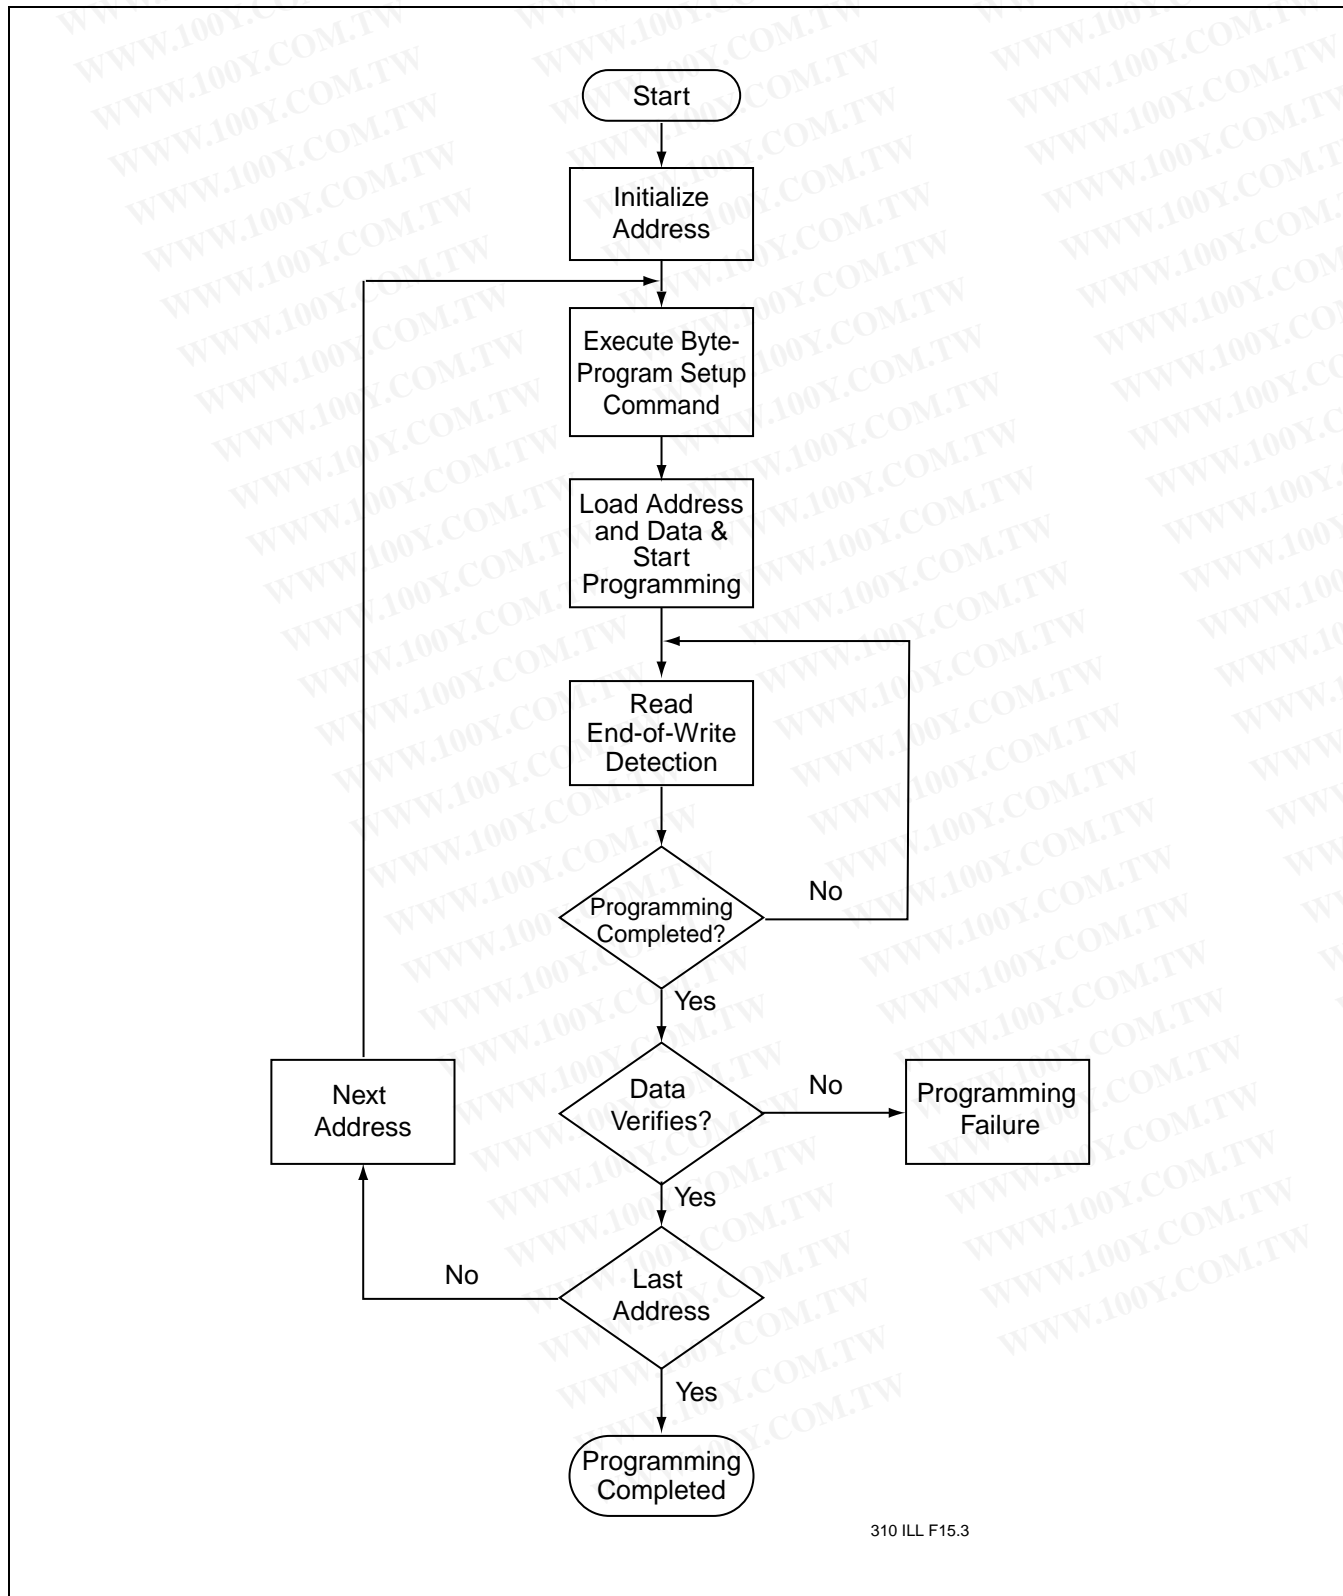 Start
Initialize
Address
Execute Byte-
Program Setup
Command
Load Address
and Data &
Start
Programming
Read
End-of-Write
Detection
Programming
Completed?
No
Yes
Next
Address
Data
Verifies?
No
Programming
Failure
Yes
Last
Address
No
Yes
Programming
Completed
310 ILL F15.3
WWW.100Y.COM.TW